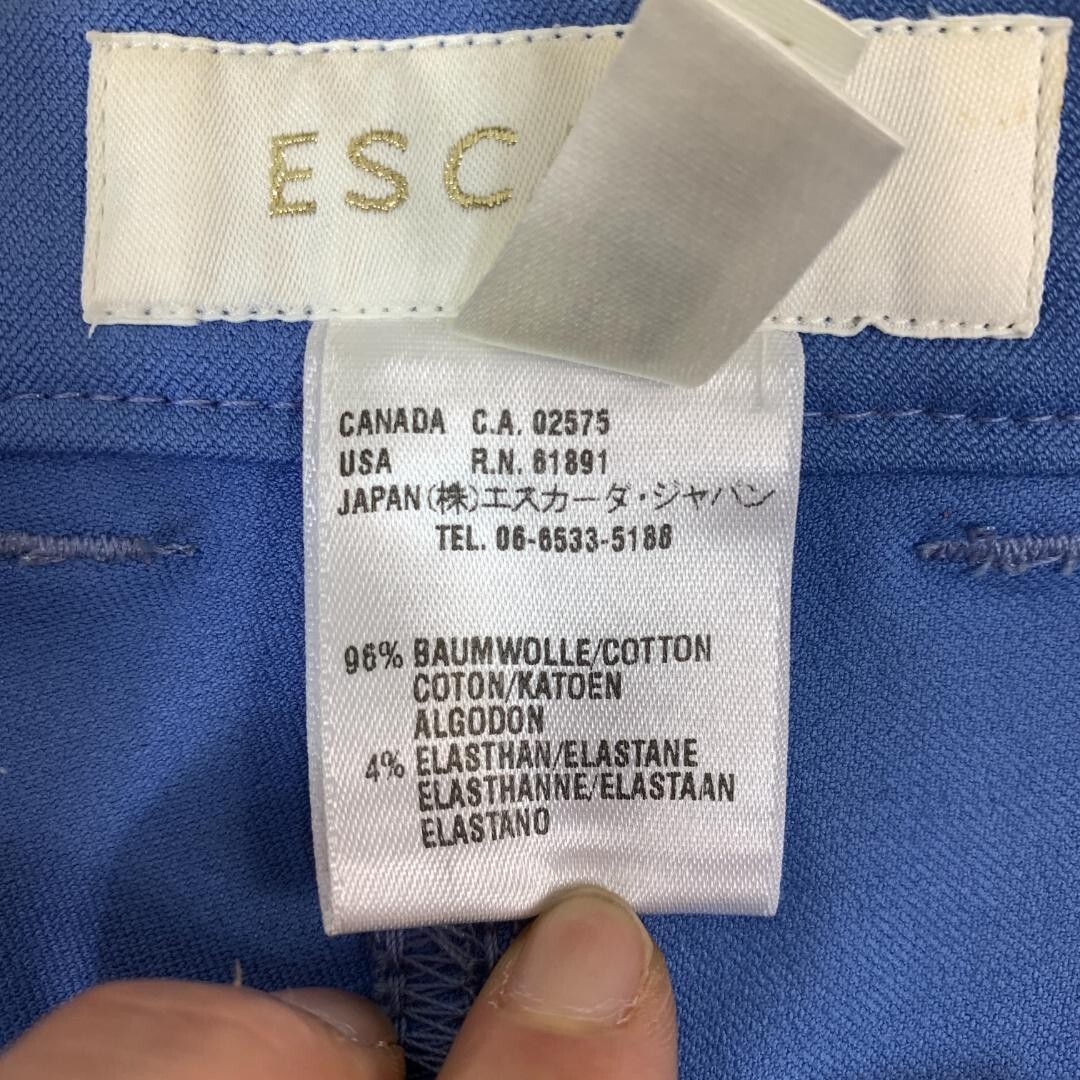 ESC
CANADA C.A. 02575
USA R.N. 61891
JAPAN (株)エスカーダ・ジャパン
TEL. 06-6533-5188
96% BAUMWOLLE/COTTON
COTON/KATOEN
ALGODON
4% ELASTHAN/ELASTANE
ELASTHANNE/ELASTAAN
ELASTANO